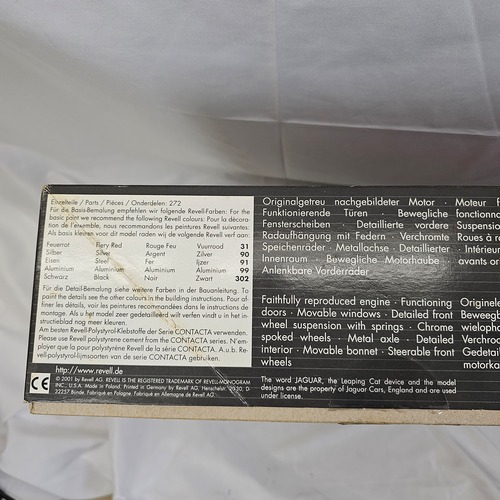 Einzelteile / Parts / Pièces / Onderdelen: 272
Für die Basis-Bemalung empfehlen wir folgende Revell-Farben: For the
basic paint we recommend the following Revell colours: Pour la décora-
tion de l'exemple, nous recommandons les peintures Revell suivantes:
Als basis kleuren voor dit model raden wij de volgende Revell verf aan:
Feuerrot Fiery Red Rouge Feu Vuurrood 31
Silber Silver Argent Zilver 90
Eisen Steel Fer Ijzer 91
Aluminium Aluminium Aluminium Aluminium 99
Schwarz Black Noir Zwart 302
Für die Detail-Bemalung siehe weitere Farben in der Bauanleitung. To
paint the details see the other colours in the building instructions. Pour af-
finer les détails, voir les peintures recommandées dans le instructions du
montage. Als u het model zeer gedetailleerd wilt verfen vindt u in het in-
structieblad nog meer kleuren.
Am besten Revell-Polystyrol-Klebstoffe der Serie CONTACTA verwenden.
Please use Revell polystyrene cement from the CONTACTA series. N'em-
ployer que la colle pour polystyrène Revell de la série CONTACTA. A.u.b. Re-
vell-polystyrol-lijmsoorten van de serie CONTACTA gebruiken.
http://www.revell.de
CE
© 2001 by Revell AG. REVELL IS THE REGISTERED TRADEMARK OF REVELL-MONOGRAM
INC., U.S.A. Made in Poland. Printed in Germany by Revell AG, Henschelstr. 20-30, D-
32257 Bünde. Fabriqué en Pologne. Fabriqué en Allemagne de Revell AG.
Originalgetreu nachgebildeter Motor ·
Funktionierende Türen · Bewegliche
Fensterscheiben · Detaillierte vordere
Radaufhängung mit Federn · Verchromte
Speichenräder · Metallachse · Detaillierter
Innenraum · Bewegliche Motorhaube ·
Anlenkbare Vorderräder
Faithfully reproduced engine · Functioning
doors · Movable windows · Detailed front
wheel suspension with springs · Chrome
spoked wheels · Metal axle · Detailed
interior · Movable bonnet · Steerable front
wheels
The word JAGUAR, the Leaping Cat device and the model
designs are the property of Jaguar Cars, England and are used
under license.
Moteur f
fonctionn
Suspensio
Roues à r
Intérieur
avants or
Originele
Beweegb
wielopho
Verchroo
Gedetai
motorka